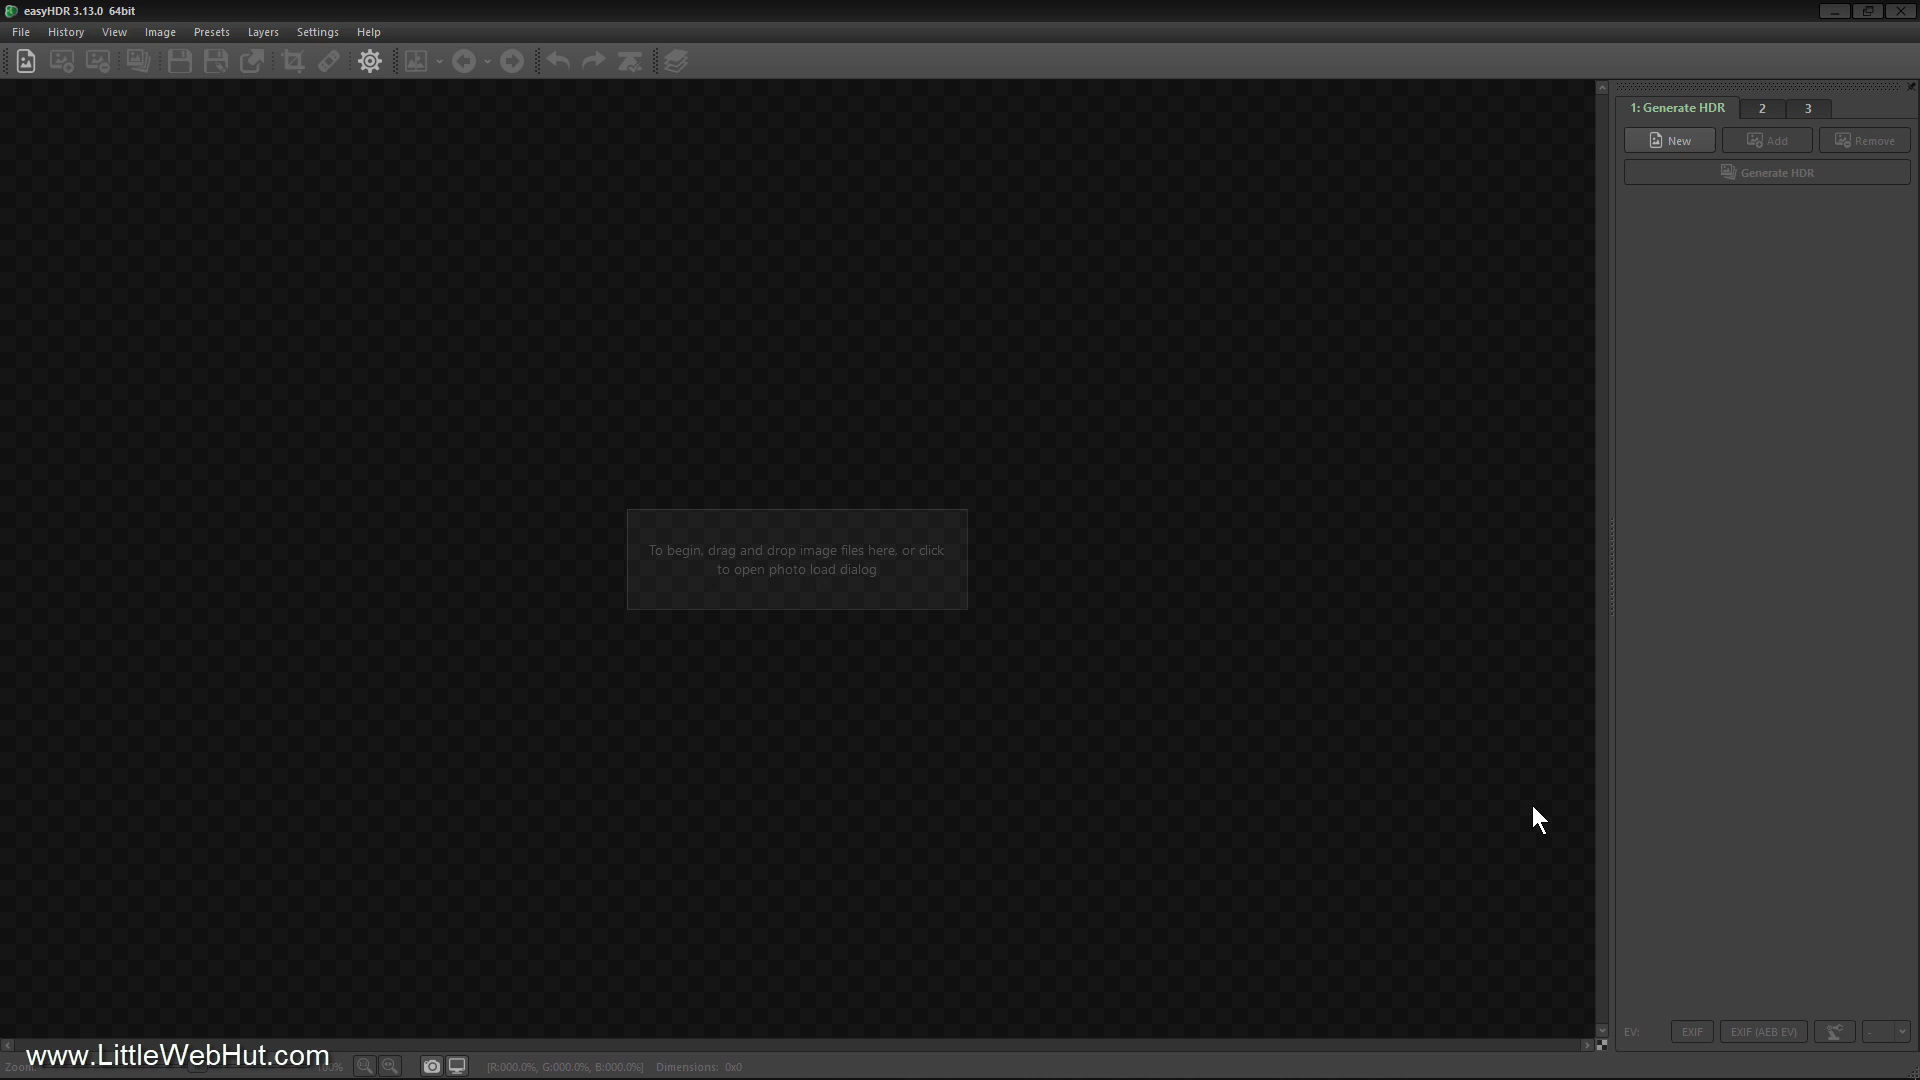 easyHDR 3.13.0 64bit
File History View Image Presets Layers Settings Help
1: Generate HDR 2 3
New Add Remove
Generate HDR
To begin, drag and drop image files here, or click
to open photo load dialog
EV: EXIF EXIF (AEB EV) -
www.LittleWebHut.com
[R:000.0%, G:000.0%, B:000.0%] Dimensions: 0x0